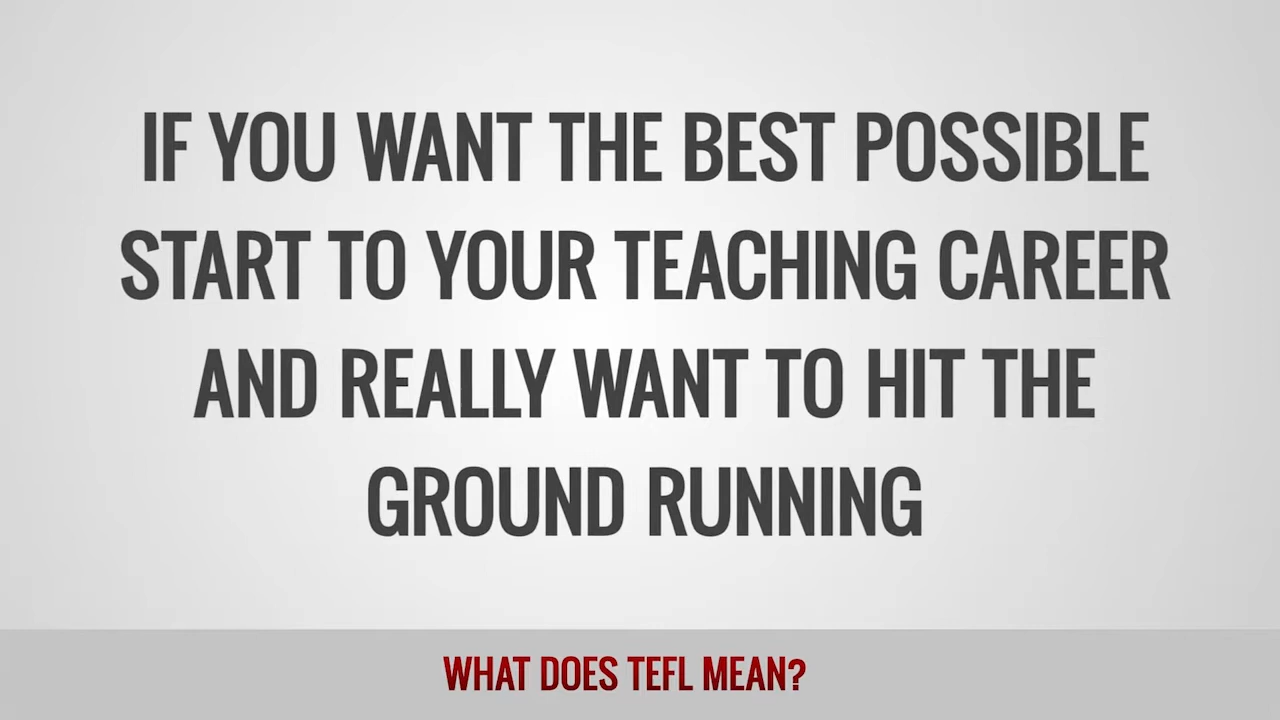 IF YOU WANT THE BEST POSSIBLE
START TO YOUR TEACHING CAREER
AND REALLY WANT TO HIT THE
GROUND RUNNING
WHAT DOES TEFL MEAN?